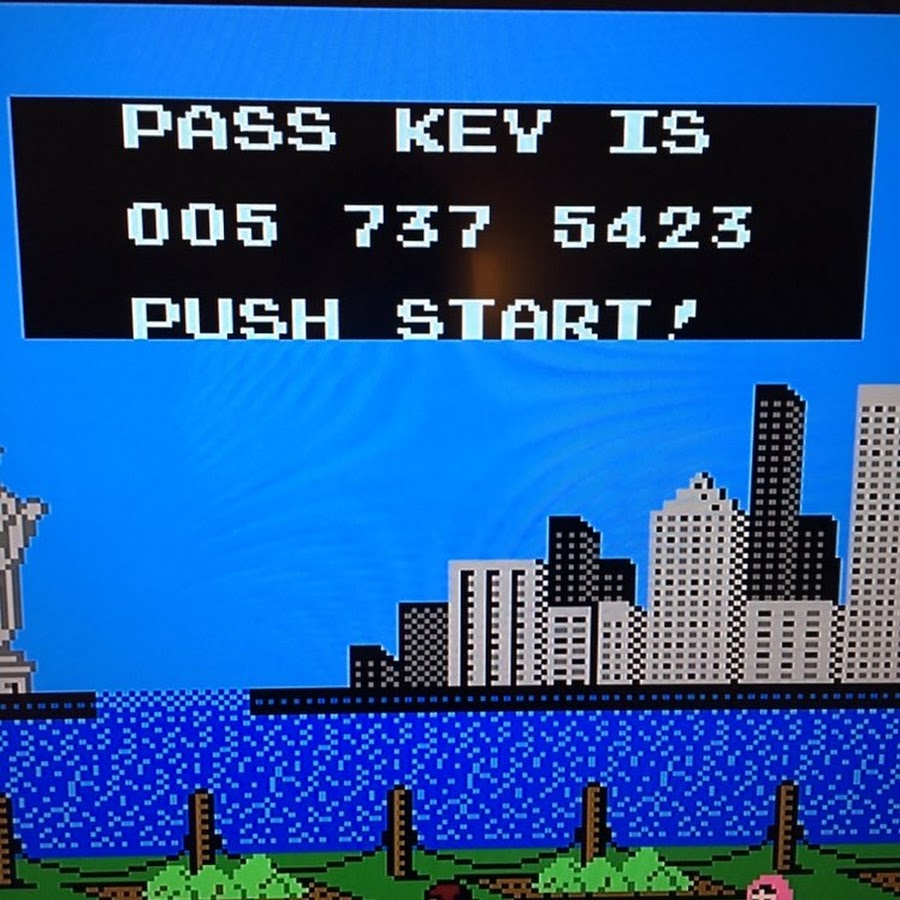 PASS KEY IS
005 737 5423
PUSH START!